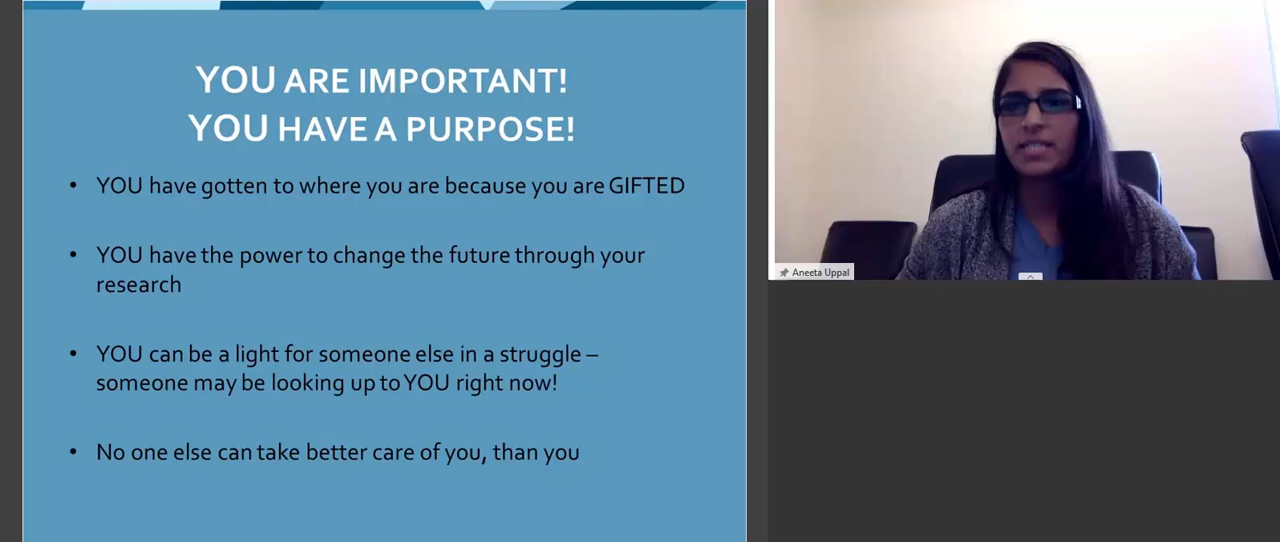 YOU ARE IMPORTANT!
YOU HAVE A PURPOSE!
• YOU have gotten to where you are because you are GIFTED
• YOU have the power to change the future through your
research
• YOU can be a light for someone else in a struggle –
someone may be looking up to YOU right now!
• No one else can take better care of you, than you
Aneeta Uppal